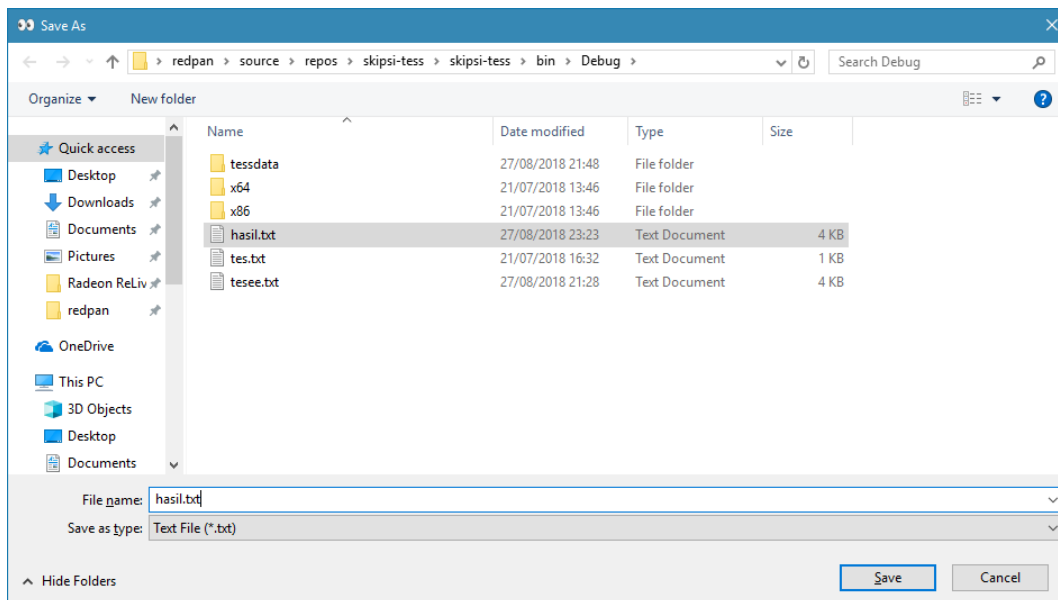 Save As
redpan > source > repos > skipsi-tess > skipsi-tess > bin > Debug >
Search Debug
Organize
New folder
Name Date modified Type Size
Quick access
Desktop
Downloads
Documents
Pictures
Radeon ReLiv
redpan
OneDrive
This PC
3D Objects
Desktop
Documents
tessdata 27/08/2018 21:48 File folder
x64 21/07/2018 13:46 File folder
x86 21/07/2018 13:46 File folder
hasil.txt 27/08/2018 23:23 Text Document 4 KB
tes.txt 21/07/2018 16:32 Text Document 1 KB
tesee.txt 27/08/2018 21:28 Text Document 4 KB
File name: hasil.txt
Save as type: Text File (*.txt)
Hide Folders
Save
Cancel